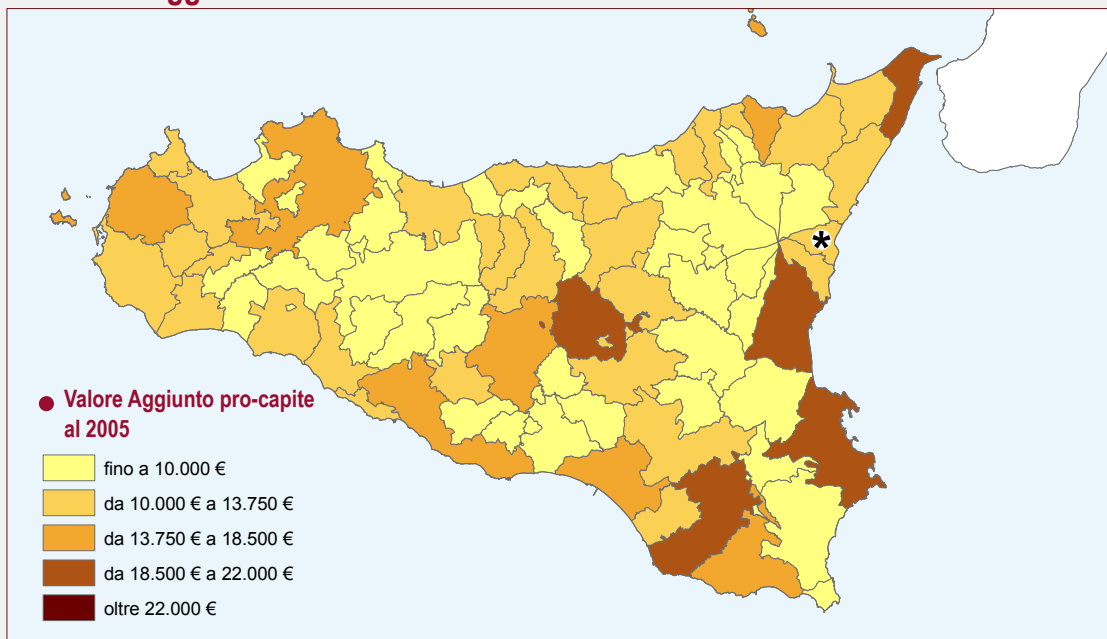 Valore Aggiunto pro-capite
al 2005
fino a 10.000 €
da 10.000 € a 13.750 €
da 13.750 € a 18.500 €
da 18.500 € a 22.000 €
oltre 22.000 €
*